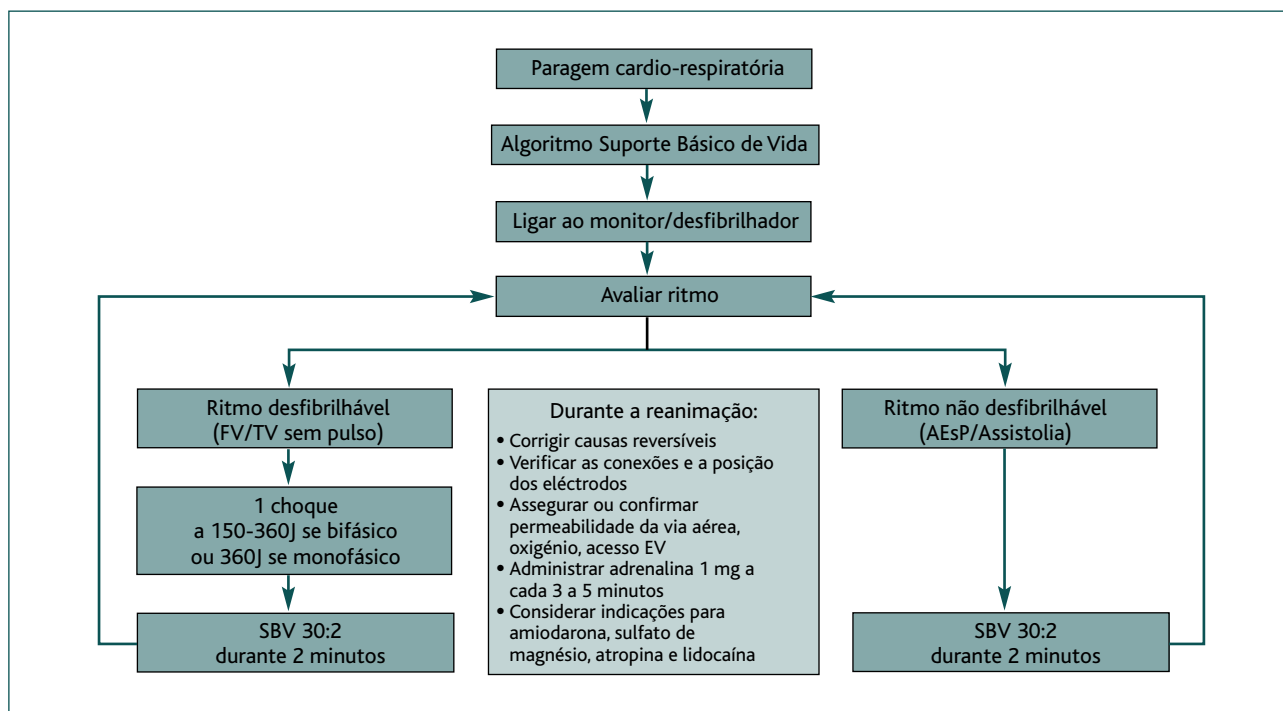 Paragem cardio-respiratória
Algoritmo Suporte Básico de Vida
Ligar ao monitor/desfibrilhador
Avaliar ritmo
Ritmo desfibrilhável
(FV/TV sem pulso)
1 choque
a 150-360J se bifásico
ou 360J se monofásico
SBV 30:2
durante 2 minutos
Durante a reanimação:
• Corrigir causas reversíveis
• Verificar as conexões e a posição
dos eléctrodos
• Assegurar ou confirmar
permeabilidade da via aérea,
oxigénio, acesso EV
• Administrar adrenalina 1 mg a
cada 3 a 5 minutos
• Considerar indicações para
amiodarona, sulfato de
magnésio, atropina e lidocaína
Ritmo não desfibrilhável
(AEsP/Assistolia)
SBV 30:2
durante 2 minutos